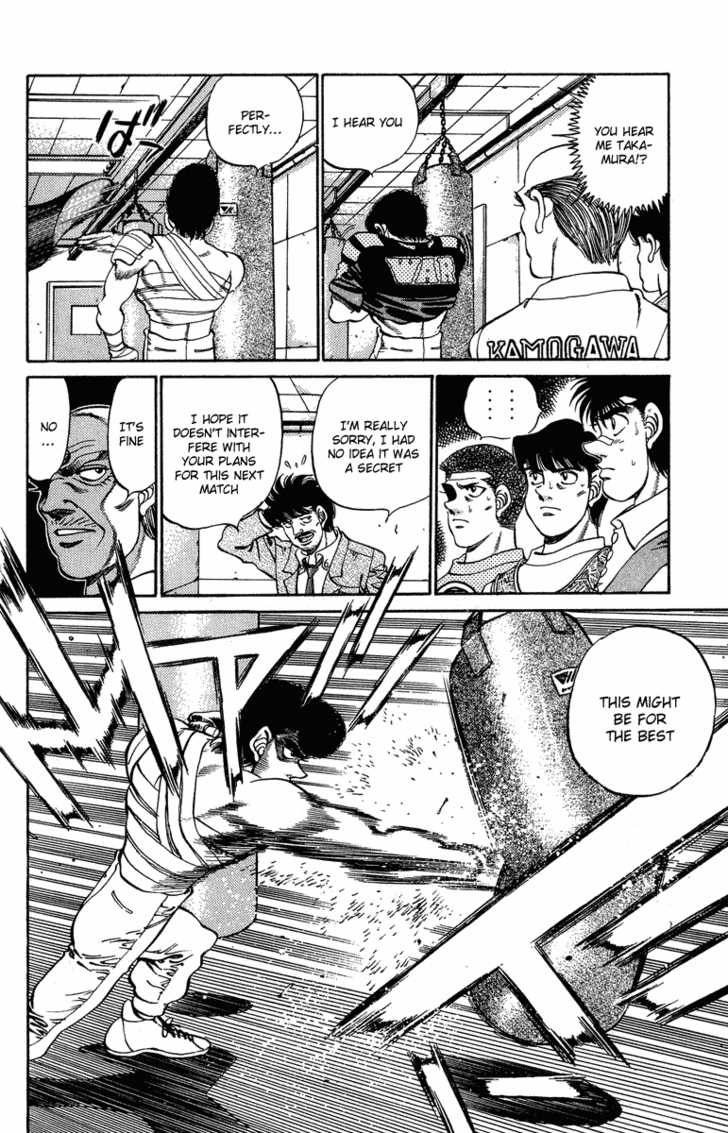 YOU HEAR
ME TAKA-
MURA!?
KAMOGAWA
I HEAR YOU
WAR
PER-
FECTLY...
......
I'M REALLY
SORRY, I HAD
NO IDEA IT WAS
A SECRET
I HOPE IT
DOESN'T INTER-
FERE WITH
YOUR PLANS
FOR THIS NEXT
MATCH
IT'S
FINE
NO
...
THIS MIGHT
BE FOR
THE BEST